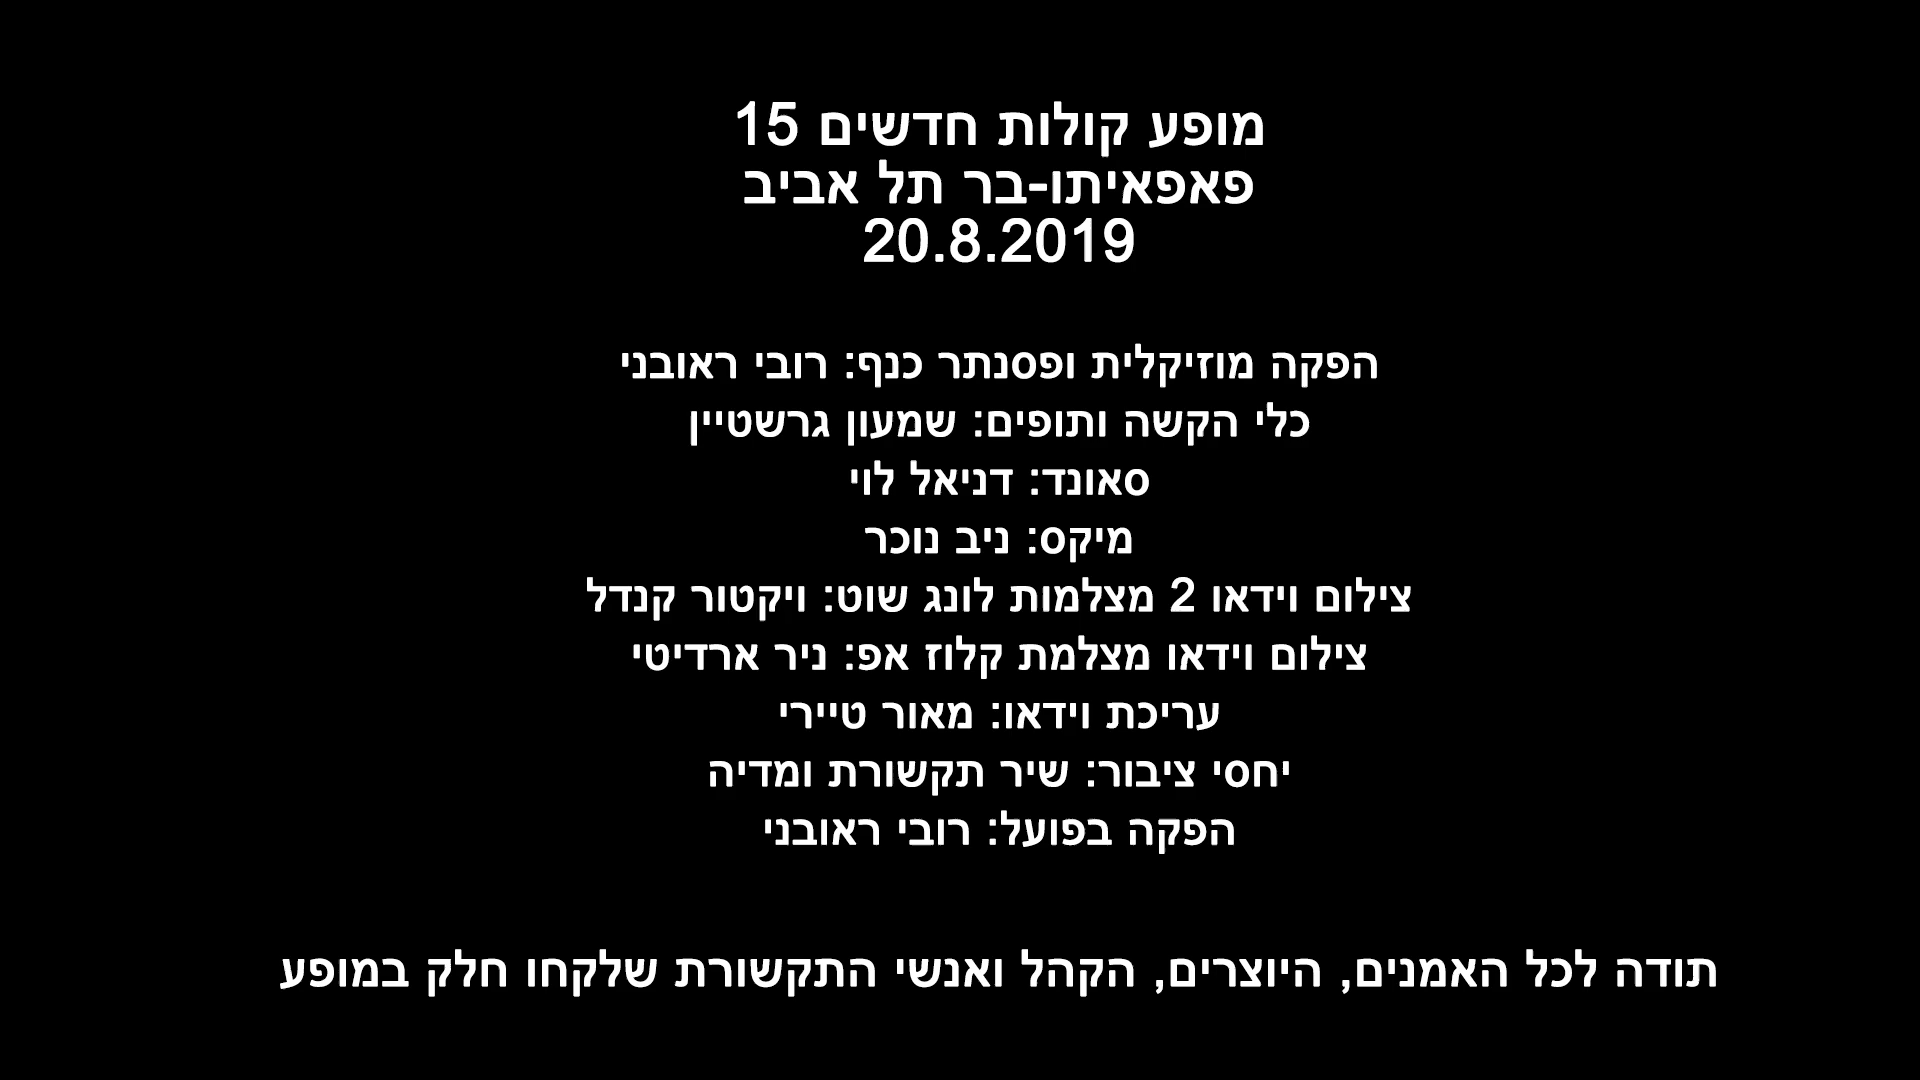 מופע קולות חדשים 15
פאפאיתו-בר תל אביב
20.8.2019
הפקה מוזיקלית ופסנתר כנף: רובי ראובני
כלי הקשה ותופים: שמעון גרשטיין
סאונד: דניאל לוי
מיקס: ניב נוכר
צילום וידאו 2 מצלמות לונג שוט: ויקטור קנדל
צילום וידאו מצלמת קלוז אפ: ניר ארדיטי
עריכת וידאו: מאור טיירי
יחסי ציבור: שיר תקשורת ומדיה
הפקה בפועל: רובי ראובני
תודה לכל האמנים, היוצרים, הקהל ואנשי התקשורת שלקחו חלק במופע